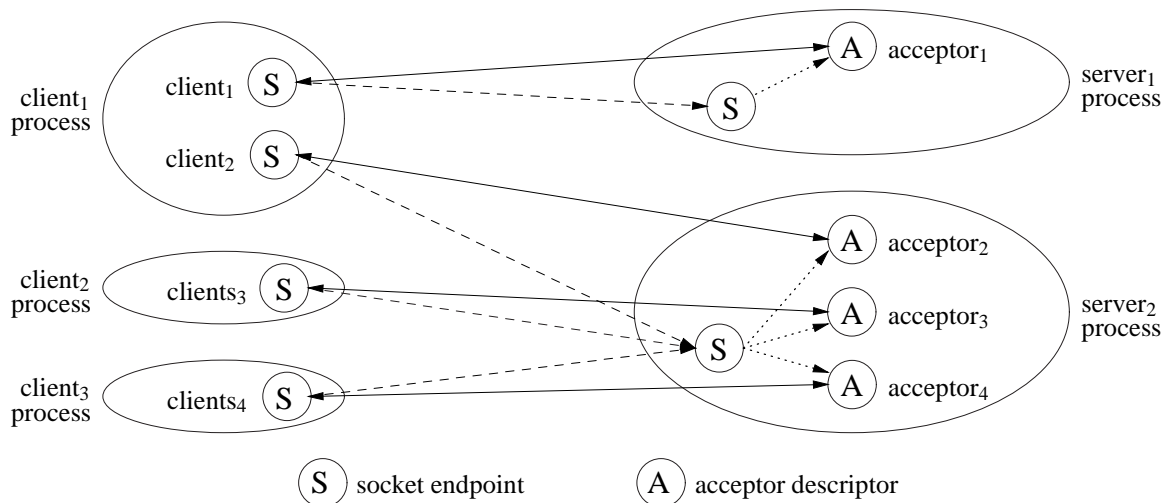 client₁
process
client₁ S
client₂ S
A acceptor₁
S
server₁
process
client₂
process
clients₃ S
client₃
process
clients₄ S
A acceptor₂
A acceptor₃
S
A acceptor₄
server₂
process
S socket endpoint
A acceptor descriptor